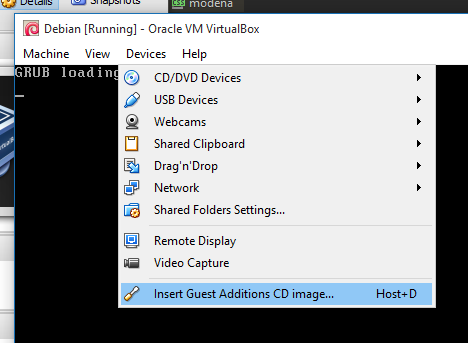 Details Snapshots modena
Debian [Running] - Oracle VM VirtualBox
Machine View Devices Help
GRUB loading
CD/DVD Devices
USB Devices
Webcams
Shared Clipboard
Drag'n'Drop
Network
Shared Folders Settings...
Remote Display
Video Capture
Insert Guest Additions CD image... Host+D